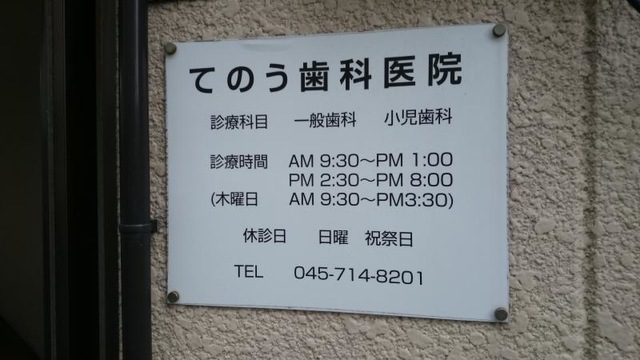 てのう歯科医院
診療科目 一般歯科 小児歯科
診療時間 AM 9:30〜PM 1:00
PM 2:30〜PM 8:00
(木曜日 AM 9:30〜PM3:30)
休診日 日曜 祝祭日
TEL 045-714-8201